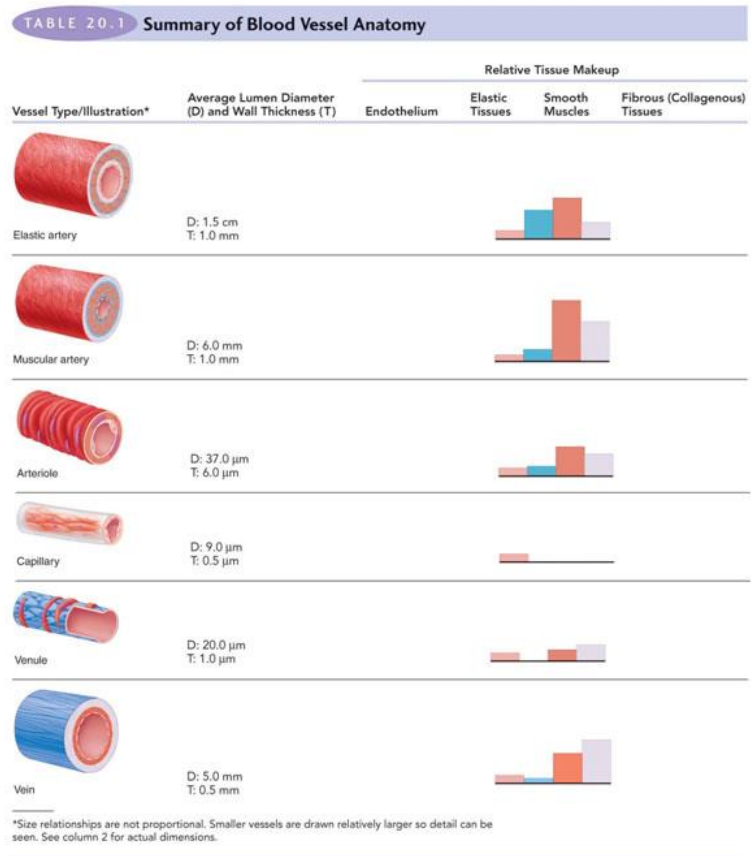 TABLE 20.1 Summary of Blood Vessel Anatomy
Relative Tissue Makeup
Vessel Type/Illustration*
Average Lumen Diameter
(D) and Wall Thickness (T)
Endothelium
Elastic
Tissues
Smooth
Muscles
Fibrous (Collagenous)
Tissues
Elastic artery
D: 1.5 cm
T: 1.0 mm
Muscular artery
D: 6.0 mm
T: 1.0 mm
Arteriole
D: 37.0 µm
T: 6.0 µm
Capillary
D: 9.0 µm
T: 0.5 µm
Venule
D: 20.0 µm
T: 1.0 µm
Vein
D: 5.0 mm
T: 0.5 mm
*Size relationships are not proportional. Smaller vessels are drawn relatively larger so detail can be
seen. See column 2 for actual dimensions.